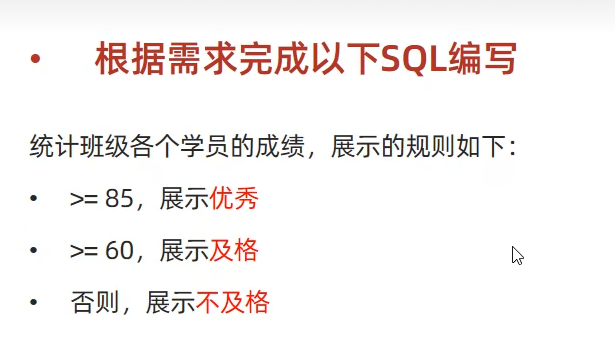 • 根据需求完成以下SQL编写
统计班级各个学员的成绩，展示的规则如下：
• >= 85，展示优秀
• >= 60，展示及格
• 否则，展示不及格